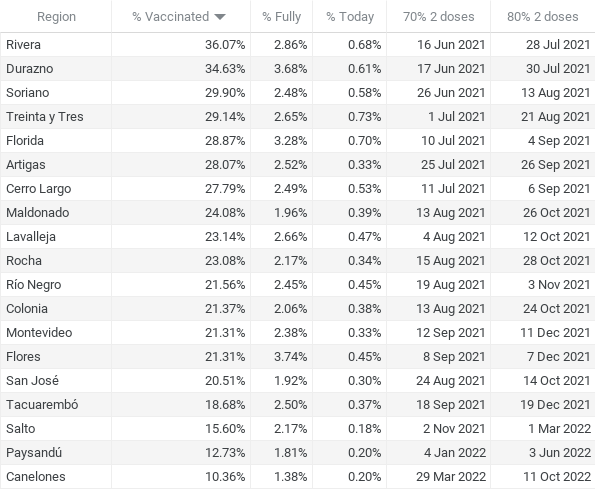 Region % Vaccinated % Fully % Today 70% 2 doses 80% 2 doses
Rivera 36.07% 2.86% 0.68% 16 Jun 2021 28 Jul 2021
Durazno 34.63% 3.68% 0.61% 17 Jun 2021 30 Jul 2021
Soriano 29.90% 2.48% 0.58% 26 Jun 2021 13 Aug 2021
Treinta y Tres 29.14% 2.65% 0.73% 1 Jul 2021 21 Aug 2021
Florida 28.87% 3.28% 0.70% 10 Jul 2021 4 Sep 2021
Artigas 28.07% 2.52% 0.33% 25 Jul 2021 26 Sep 2021
Cerro Largo 27.79% 2.49% 0.53% 11 Jul 2021 6 Sep 2021
Maldonado 24.08% 1.96% 0.39% 13 Aug 2021 26 Oct 2021
Lavalleja 23.14% 2.66% 0.47% 4 Aug 2021 12 Oct 2021
Rocha 23.08% 2.17% 0.34% 15 Aug 2021 28 Oct 2021
Río Negro 21.56% 2.45% 0.45% 19 Aug 2021 3 Nov 2021
Colonia 21.37% 2.06% 0.38% 13 Aug 2021 24 Oct 2021
Montevideo 21.31% 2.38% 0.33% 12 Sep 2021 11 Dec 2021
Flores 21.31% 3.74% 0.45% 8 Sep 2021 7 Dec 2021
San José 20.51% 1.92% 0.30% 24 Aug 2021 14 Oct 2021
Tacuarembó 18.68% 2.50% 0.37% 18 Sep 2021 19 Dec 2021
Salto 15.60% 2.17% 0.18% 2 Nov 2021 1 Mar 2022
Paysandú 12.73% 1.81% 0.20% 4 Jan 2022 3 Jun 2022
Canelones 10.36% 1.38% 0.20% 29 Mar 2022 11 Oct 2022